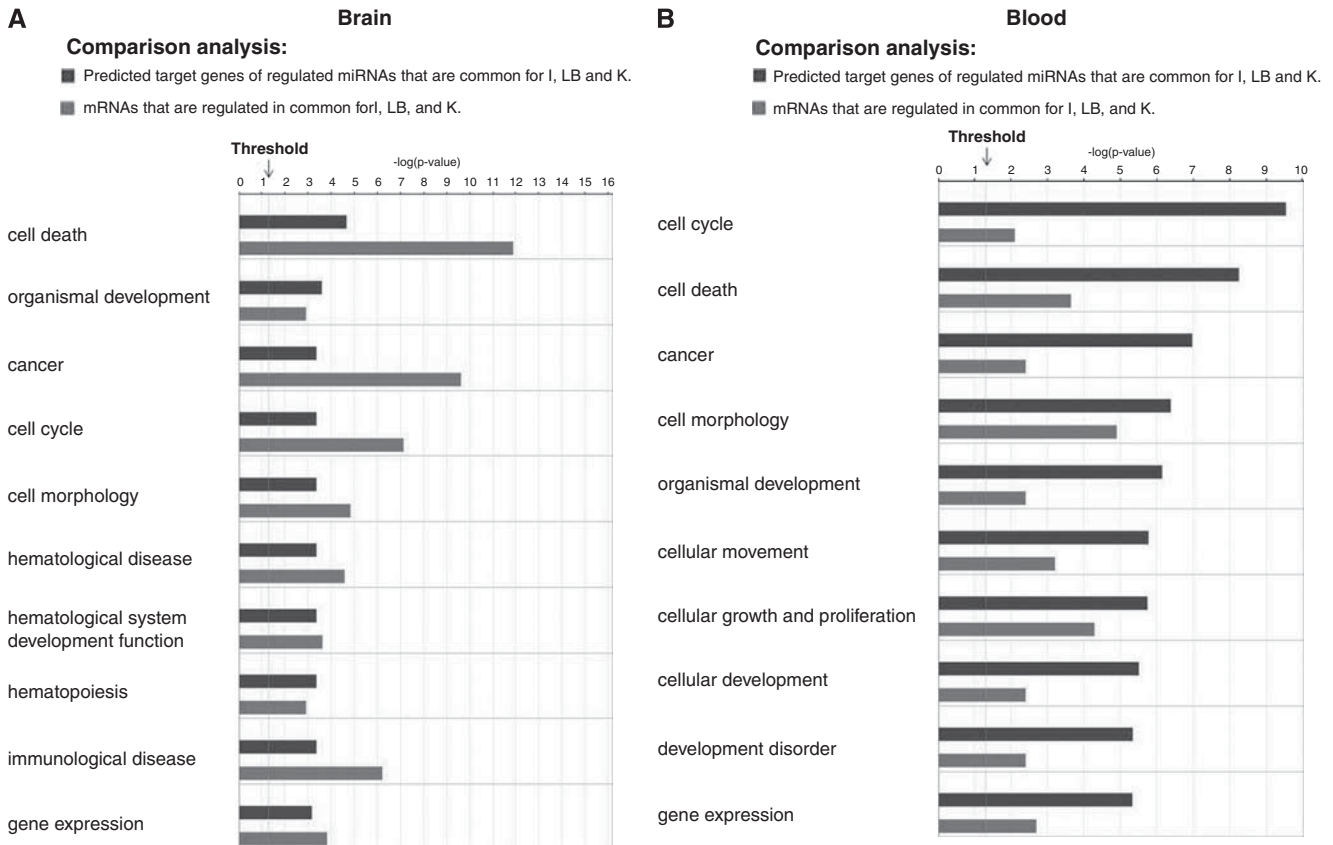 A
Brain
Comparison analysis:
Predicted target genes of regulated miRNAs that are common for I, LB and K.
mRNAs that are regulated in common forI, LB, and K.
Threshold
-log(p-value)
0 1 2 3 4 5 6 7 8 9 10 11 12 13 14 15 16
cell death
organismal development
cancer
cell cycle
cell morphology
hematological disease
hematological system
development function
hematopoiesis
immunological disease
gene expression
B
Blood
Comparison analysis:
Predicted target genes of regulated miRNAs that are common for I, LB and K.
mRNAs that are regulated in common for I, LB, and K.
Threshold
-log(p-value)
0 1 2 3 4 5 6 7 8 9 10
cell cycle
cell death
cancer
cell morphology
organismal development
cellular movement
cellular growth and proliferation
cellular development
development disorder
gene expression